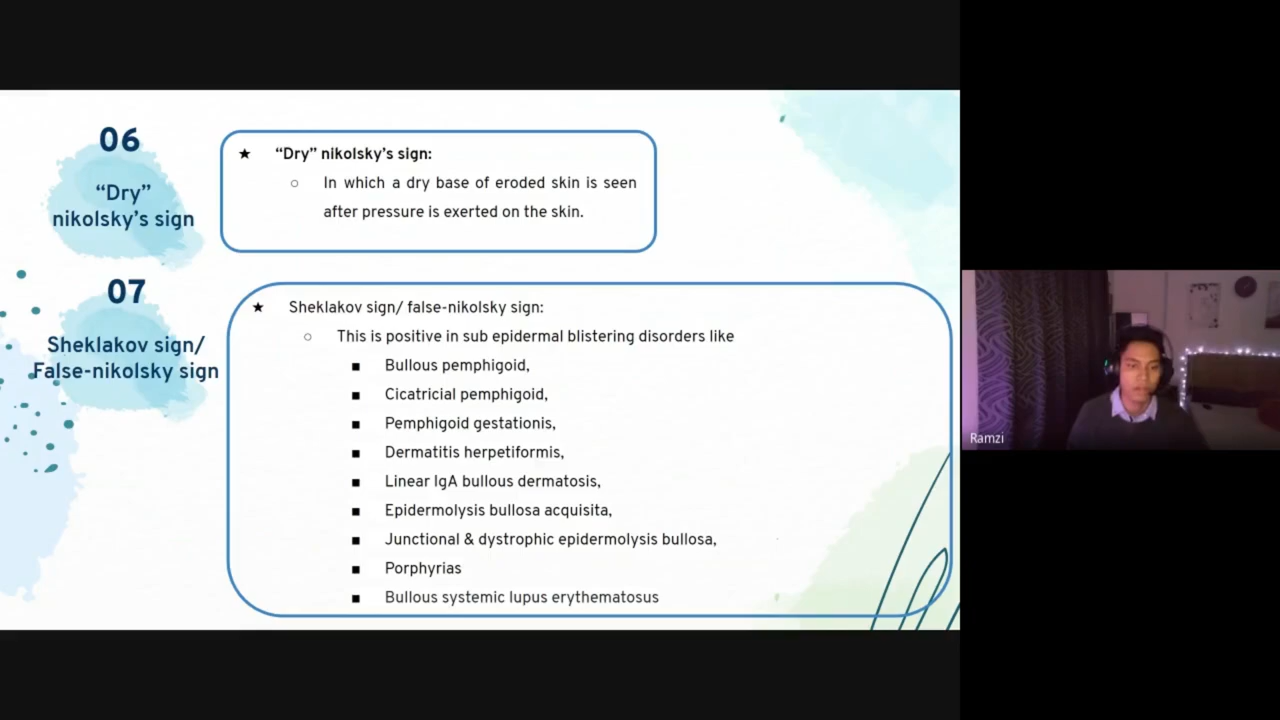 06
“Dry”
nikolsky’s sign
★ “Dry” nikolsky’s sign:
○ In which a dry base of eroded skin is seen
after pressure is exerted on the skin.
07
Sheklakov sign/
False-nikolsky sign
★ Sheklakov sign/ false-nikolsky sign:
○ This is positive in sub epidermal blistering disorders like
■ Bullous pemphigoid,
■ Cicatricial pemphigoid,
■ Pemphigoid gestationis,
■ Dermatitis herpetiformis,
■ Linear IgA bullous dermatosis,
■ Epidermolysis bullosa acquisita,
■ Junctional & dystrophic epidermolysis bullosa,
■ Porphyrias
■ Bullous systemic lupus erythematosus
Ramzi